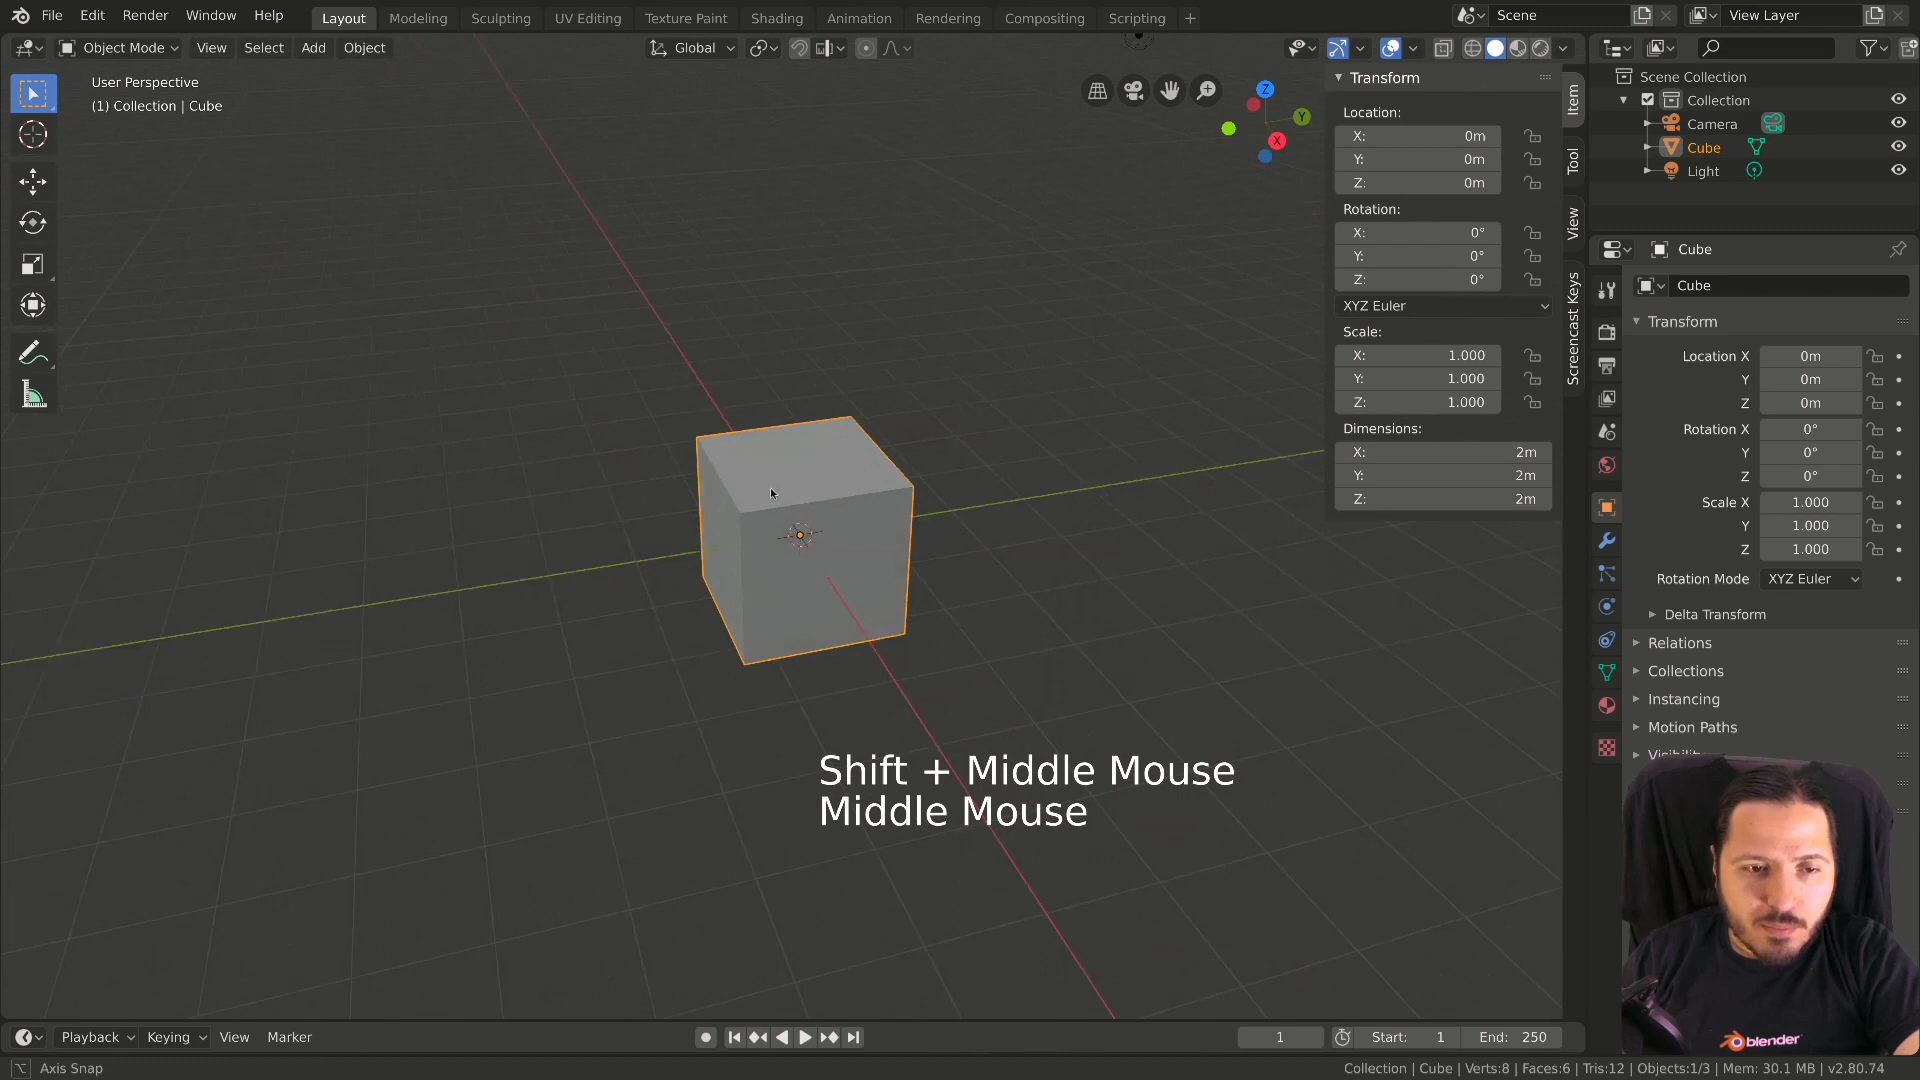 File Edit Render Window Help
Layout Modeling Sculpting UV Editing Texture Paint Shading Animation Rendering Compositing Scripting +
Scene
View Layer
Object Mode View Select Add Object
Global
User Perspective
(1) Collection | Cube
Z
Y
X
Transform
Location:
X: 0m
Y: 0m
Z: 0m
Rotation:
X: 0°
Y: 0°
Z: 0°
XYZ Euler
Scale:
X: 1.000
Y: 1.000
Z: 1.000
Dimensions:
X: 2m
Y: 2m
Z: 2m
Item
Tool
View
Screencast Keys
Scene Collection
Collection
Camera
Cube
Light
Cube
Cube
Transform
Location X 0m
Y 0m
Z 0m
Rotation X 0°
Y 0°
Z 0°
Scale X 1.000
Y 1.000
Z 1.000
Rotation Mode XYZ Euler
Delta Transform
Relations
Collections
Instancing
Motion Paths
Shift + Middle Mouse
Middle Mouse
blender
Playback Keying View Marker
1
Start: 1
End: 250
Axis Snap
Collection | Cube | Verts:8 | Faces:6 | Tris:12 | Objects:1/3 | Mem: 30.1 MB | v2.80.74